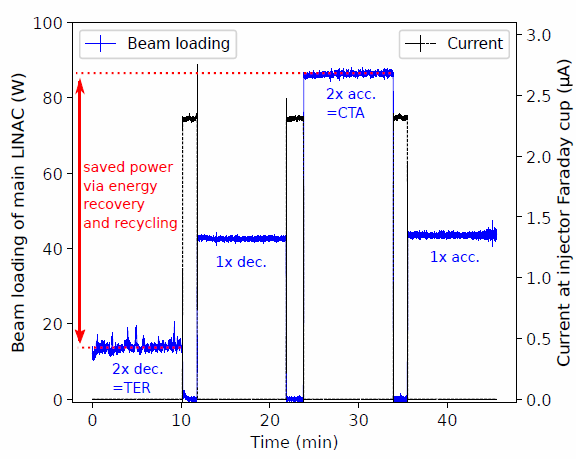 Beam loading
Current
Beam loading of main LINAC (W)
100
80
60
40
20
0
3.0
2.5
2.0
1.5
1.0
0.5
0.0
Current at injector Faraday cup (μA)
2x acc.
=CTA
saved power
via energy
recovery
and recycling
1x dec.
1x acc.
2x dec.
=TER
0
10
20
30
40
Time (min)